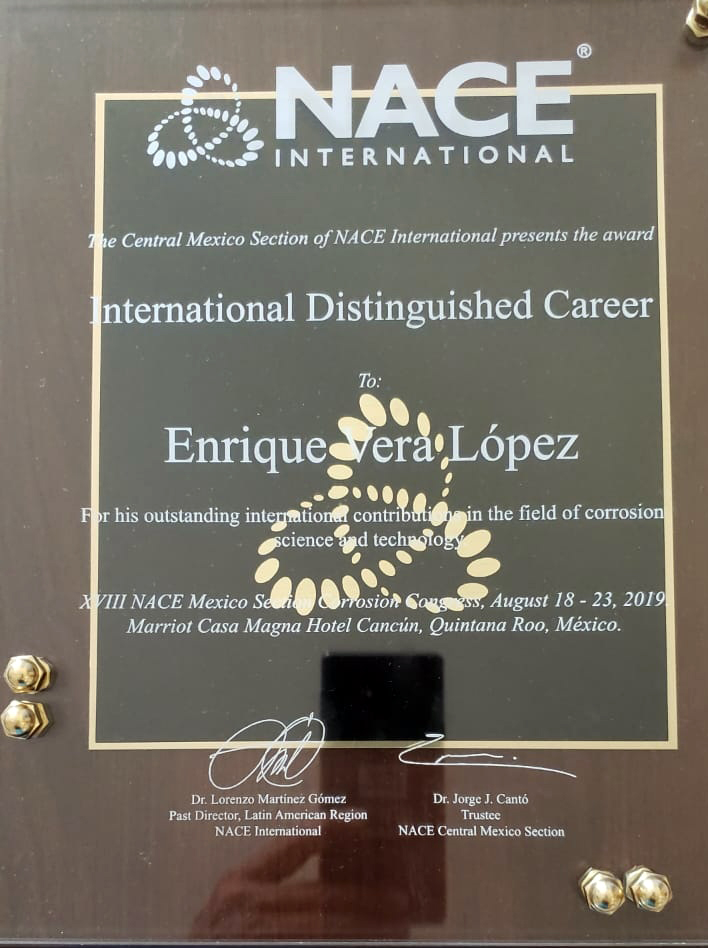 NACE®
INTERNATIONAL
The Central Mexico Section of NACE International presents the award
International Distinguished Career
To:
Enrique Vera López
For his outstanding international contributions in the field of corrosion
science and technology
XVIII NACE Mexico Section Corrosion Congress, August 18 - 23, 2019.
Marriot Casa Magna Hotel Cancún, Quintana Roo, México.
Dr. Lorenzo Martínez Gómez
Past Director, Latin American Region
NACE International
Dr. Jorge J. Cantó
Trustee
NACE Central Mexico Section